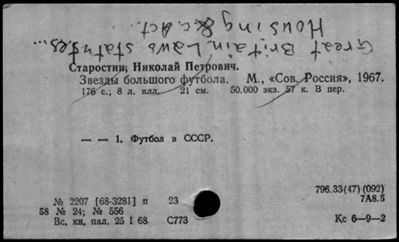 Great Britain. Laws, statutes...
Housing &c. Act.
Старостин, Николай Петрович.
Звезды большого футбола. М., «Сов. Россия», 1967.
176 с.; 8 л. илл. 21 см. 50.000 экз. 57 к. В пер.
— — 1. Футбол в СССР.
№ 2207 [68-3281] п 23
58 № 24; № 556
Вс. кн. пал. 25 I 68 С773
796.33(47) (092)
7А8.5
Кс 6—9—2